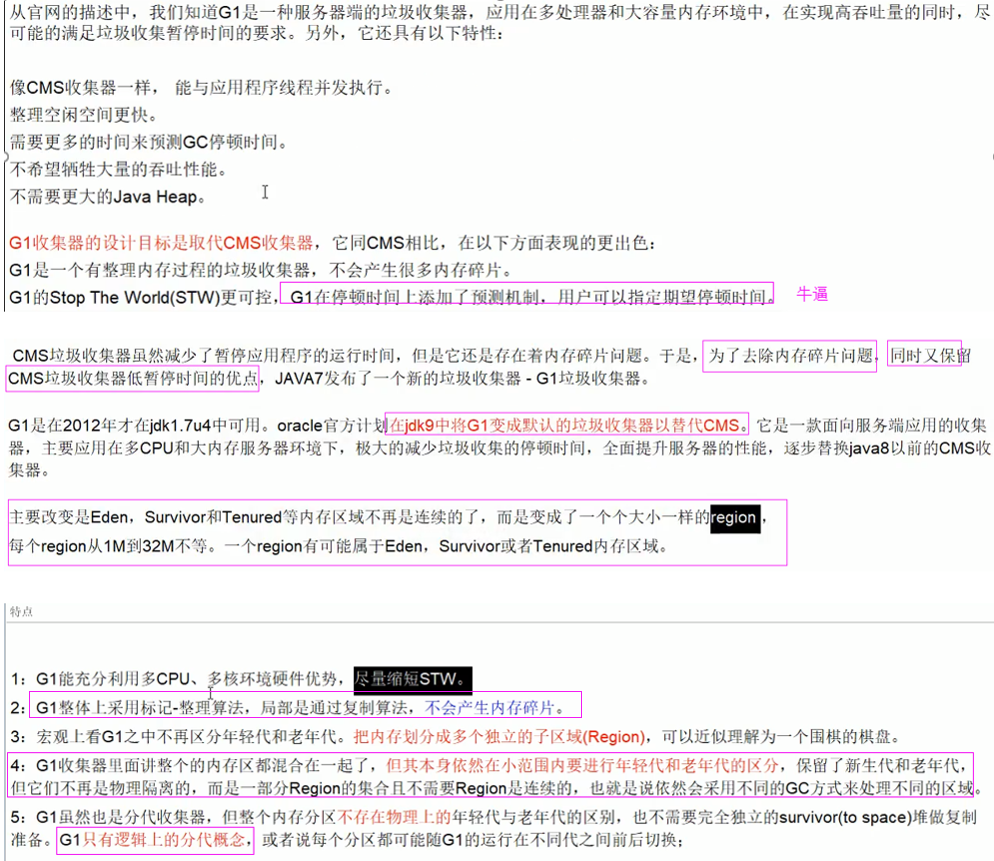 从官网的描述中，我们知道G1是一种服务器端的垃圾收集器，应用在多处理器和大容量内存环境中，在实现高吞吐量的同时，尽
可能的满足垃圾收集暂停时间的要求。另外，它还具有以下特性：
像CMS收集器一样， 能与应用程序线程并发执行。
整理空闲空间更快。
需要更多的时间来预测GC停顿时间。
不希望牺牲大量的吞吐性能。
不需要更大的Java Heap。
G1收集器的设计目标是取代CMS收集器，它同CMS相比，在以下方面表现的更出色：
G1是一个有整理内存过程的垃圾收集器，不会产生很多内存碎片。
G1的Stop The World(STW)更可控，G1在停顿时间上添加了预测机制，用户可以指定期望停顿时间。 牛逼
CMS垃圾收集器虽然减少了暂停应用程序的运行时间，但是它还是存在着内存碎片问题。于是，为了去除内存碎片问题，同时又保留
CMS垃圾收集器低暂停时间的优点，JAVA7发布了一个新的垃圾收集器 - G1垃圾收集器。
G1是在2012年才在jdk1.7u4中可用。oracle官方计划在jdk9中将G1变成默认的垃圾收集器以替代CMS。它是一款面向服务端应用的收集
器，主要应用在多CPU和大内存服务器环境下，极大的减少垃圾收集的停顿时间，全面提升服务器的性能，逐步替换java8以前的CMS收
集器。
主要改变是Eden，Survivor和Tenured等内存区域不再是连续的了，而是变成了一个个大小一样的region，
每个region从1M到32M不等。一个region有可能属于Eden，Survivor或者Tenured内存区域。
特点
1：G1能充分利用多CPU、多核环境硬件优势，尽量缩短STW。
2：G1整体上采用标记-整理算法，局部是通过复制算法，不会产生内存碎片。
3：宏观上看G1之中不再区分年轻代和老年代。把内存划分成多个独立的子区域(Region)，可以近似理解为一个围棋的棋盘。
4：G1收集器里面讲整个的内存区都混合在一起了，但其本身依然在小范围内要进行年轻代和老年代的区分，保留了新生代和老年代，
但它们不再是物理隔离的，而是一部分Region的集合且不需要Region是连续的，也就是说依然会采用不同的GC方式来处理不同的区域。
5：G1虽然也是分代收集器，但整个内存分区不存在物理上的年轻代与老年代的区别，也不需要完全独立的survivor(to space)堆做复制
准备。G1只有逻辑上的分代概念，或者说每个分区都可能随G1的运行在不同代之间前后切换；